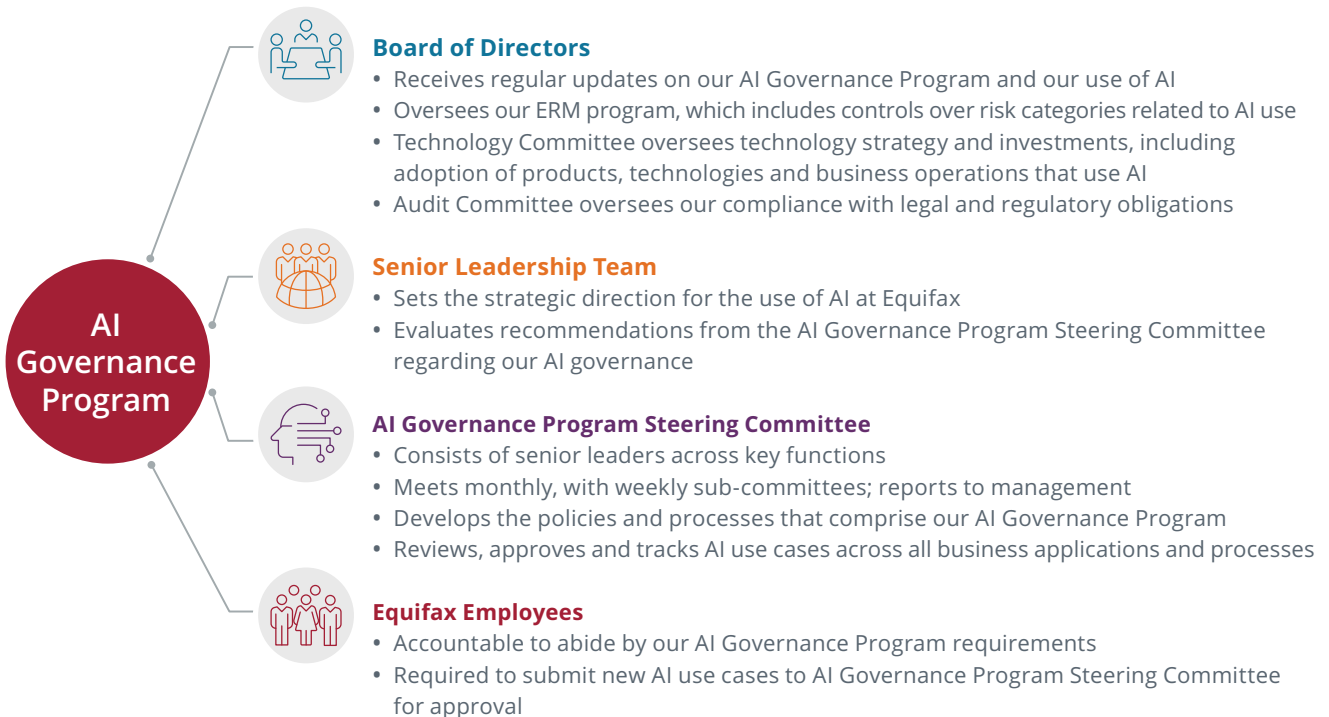 Board of Directors
• Receives regular updates on our AI Governance Program and our use of AI
• Oversees our ERM program, which includes controls over risk categories related to AI use
• Technology Committee oversees technology strategy and investments, including
adoption of products, technologies and business operations that use AI
• Audit Committee oversees our compliance with legal and regulatory obligations
Senior Leadership Team
• Sets the strategic direction for the use of AI at Equifax
• Evaluates recommendations from the AI Governance Program Steering Committee
regarding our AI governance
AI
Governance
Program
AI Governance Program Steering Committee
• Consists of senior leaders across key functions
• Meets monthly, with weekly sub-committees; reports to management
• Develops the policies and processes that comprise our AI Governance Program
• Reviews, approves and tracks AI use cases across all business applications and processes
Equifax Employees
• Accountable to abide by our AI Governance Program requirements
• Required to submit new AI use cases to AI Governance Program Steering Committee
for approval